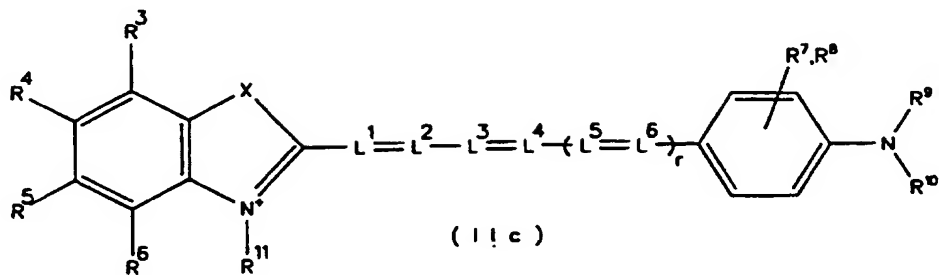 R³
R⁴
X
R⁵
R⁶
N⁺
R¹¹
L¹=L²—L³=L⁴—(L⁵=L⁶)r
R⁷,R⁸
R⁹
N
R¹⁰
(IIc)